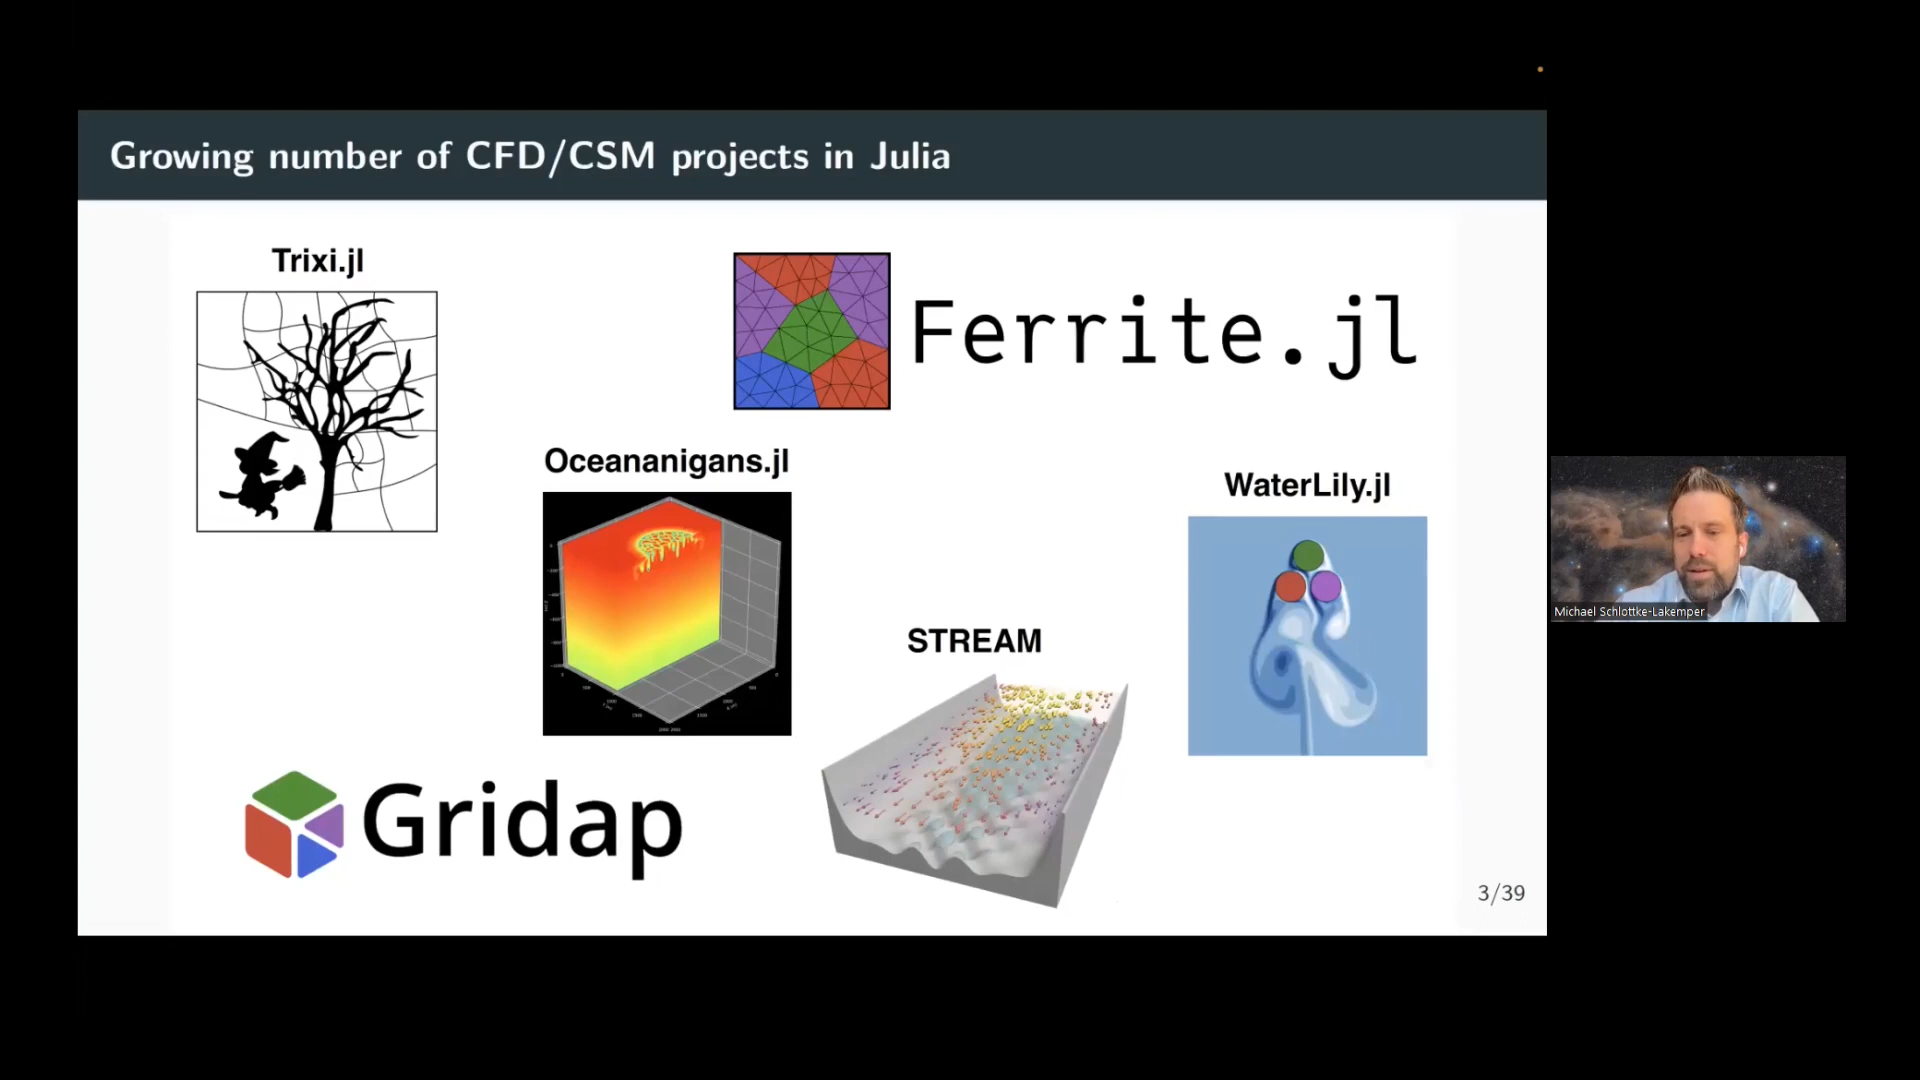 Growing number of CFD/CSM projects in Julia
Trixi.jl
Ferrite.jl
Oceananigans.jl
WaterLily.jl
STREAM
Gridap
3/39
Michael Schlottke-Lakemper